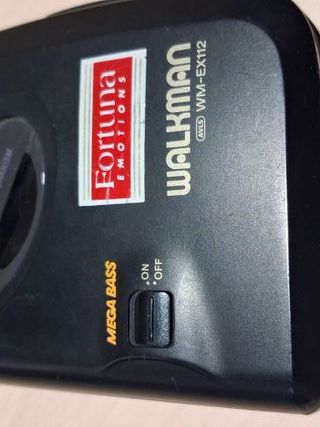 Fortuna
EMOTIONS
WALKMAN
AVLS WM-EX112
MEGA BASS
ON
OFF